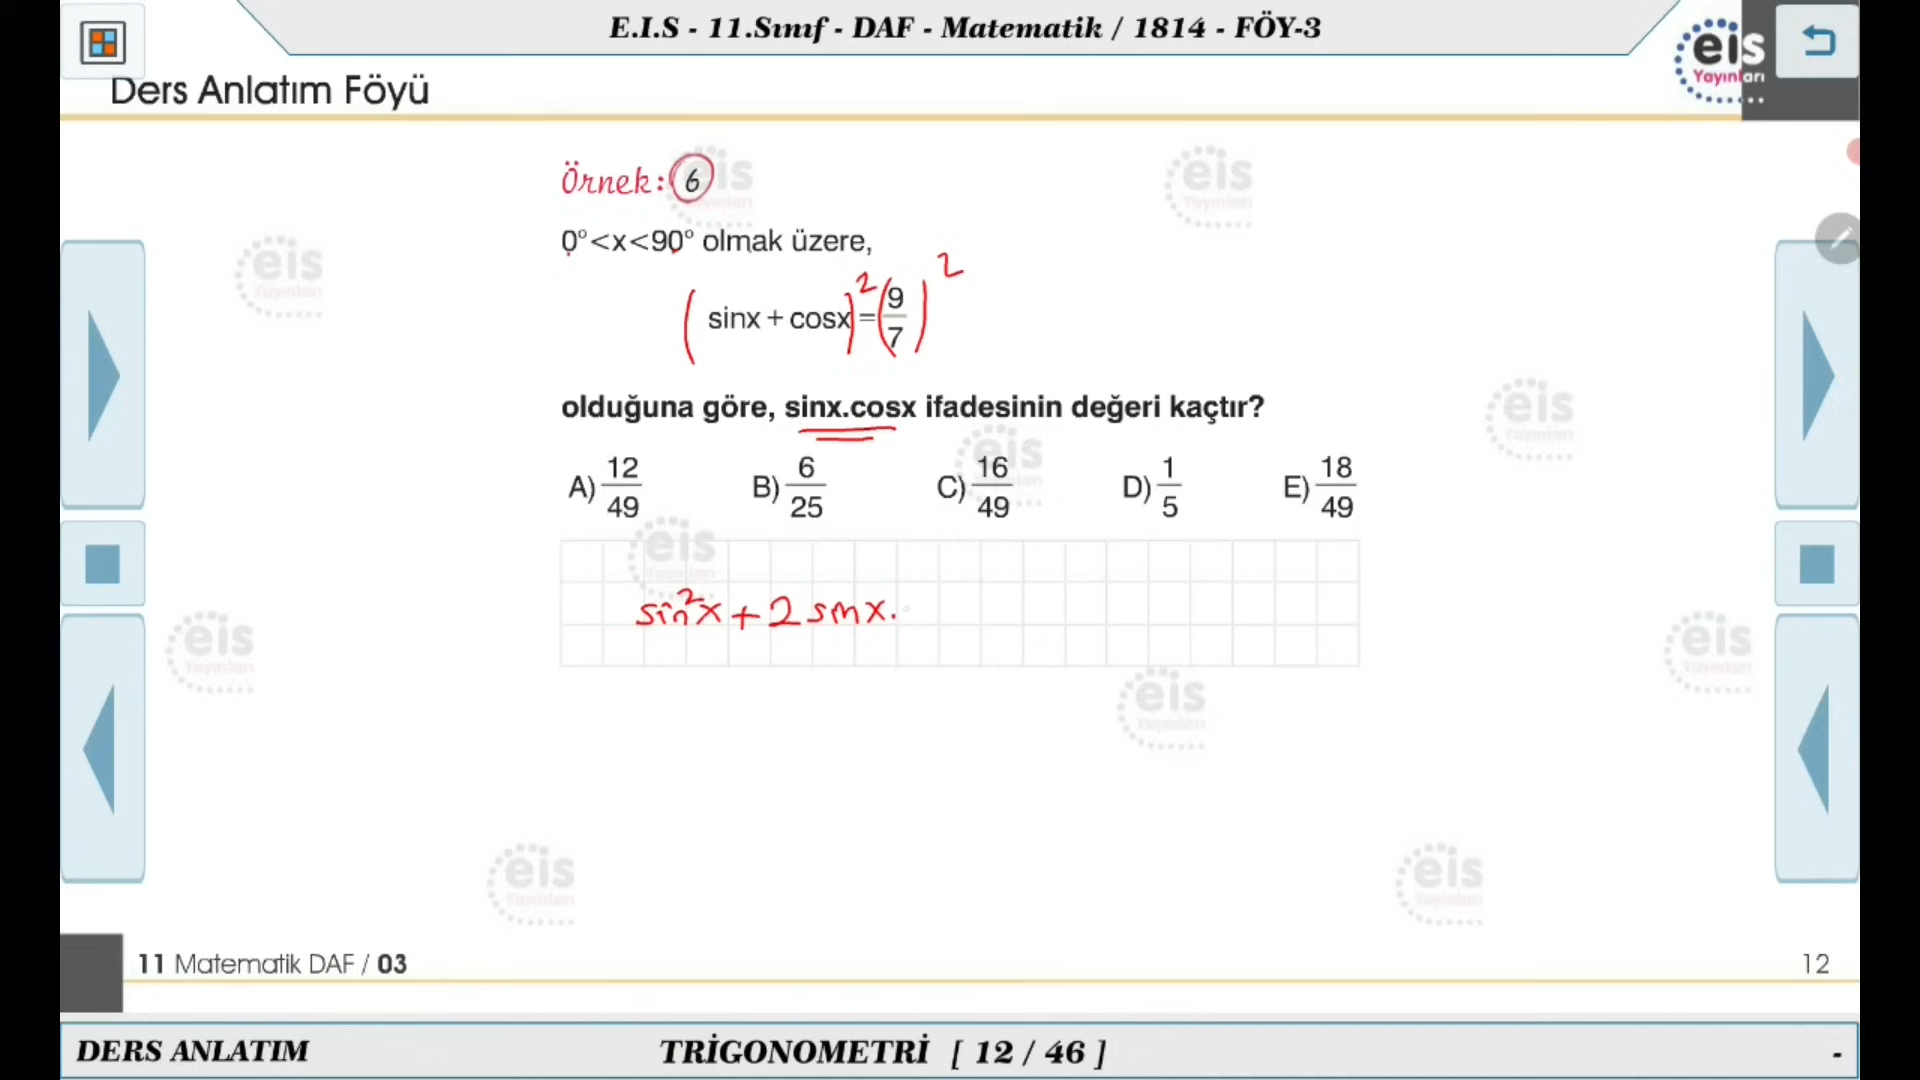 E.I.S - 11.Sınıf - DAF - Matematik / 1814 - FÖY-3
eis
Yayınları
Ders Anlatım Föyü
Örnek: 6
0°<x<90° olmak üzere,
( sinx + cosx )² = ( 9/7 )²
olduğuna göre, sinx.cosx ifadesinin değeri kaçtır?
A) 12/49 B) 6/25 C) 16/49 D) 1/5 E) 18/49
sin²x + 2 sinx.
11 Matematik DAF / 03
12
DERS ANLATIM
TRİGONOMETRİ [ 12 / 46 ]
-